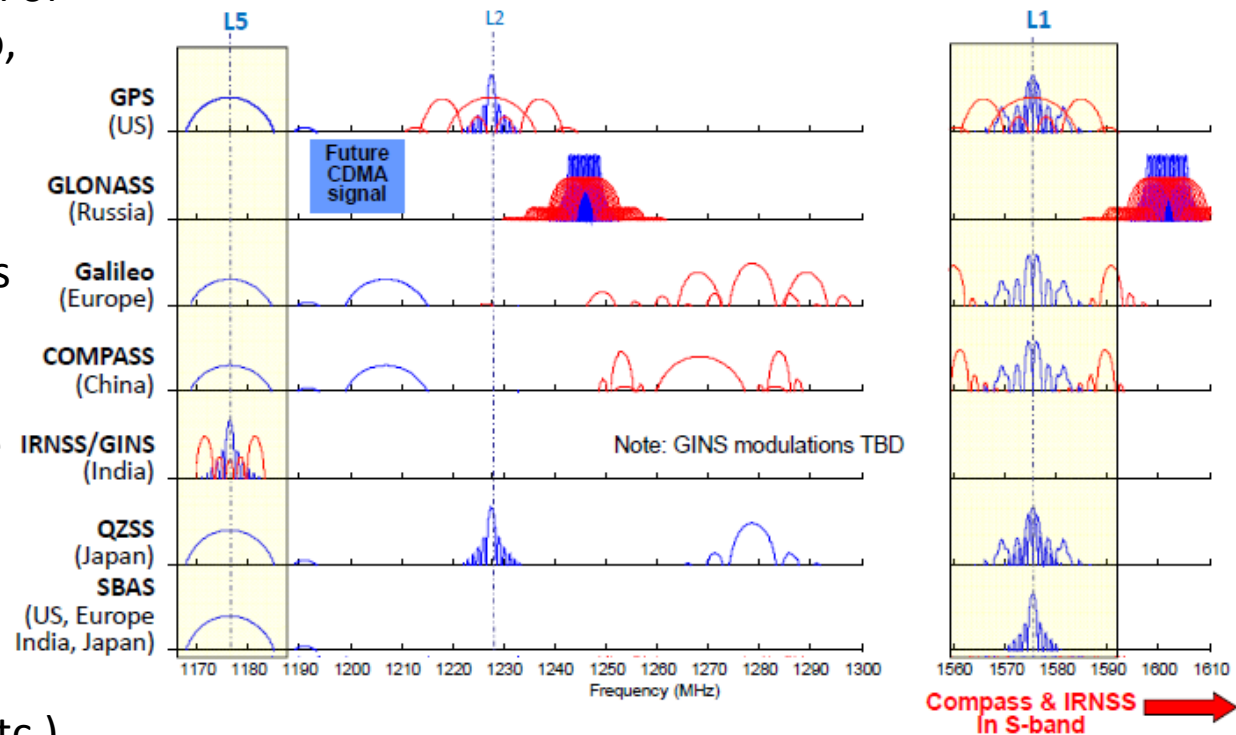 L5
L2
L1
GPS
(US)
Future
CDMA
signal
GLONASS
(Russia)
Galileo
(Europe)
COMPASS
(China)
IRNSS/GINS
(India)
Note: GINS modulations TBD
QZSS
(Japan)
SBAS
(US, Europe
India, Japan)
1170 1180 1190 1200 1210 1220 1230 1240 1250 1260 1270 1280 1290 1300 1560 1570 1580 1590 1600 1610
Frequency (MHz)
Compass & IRNSS
In S-band
tc.)